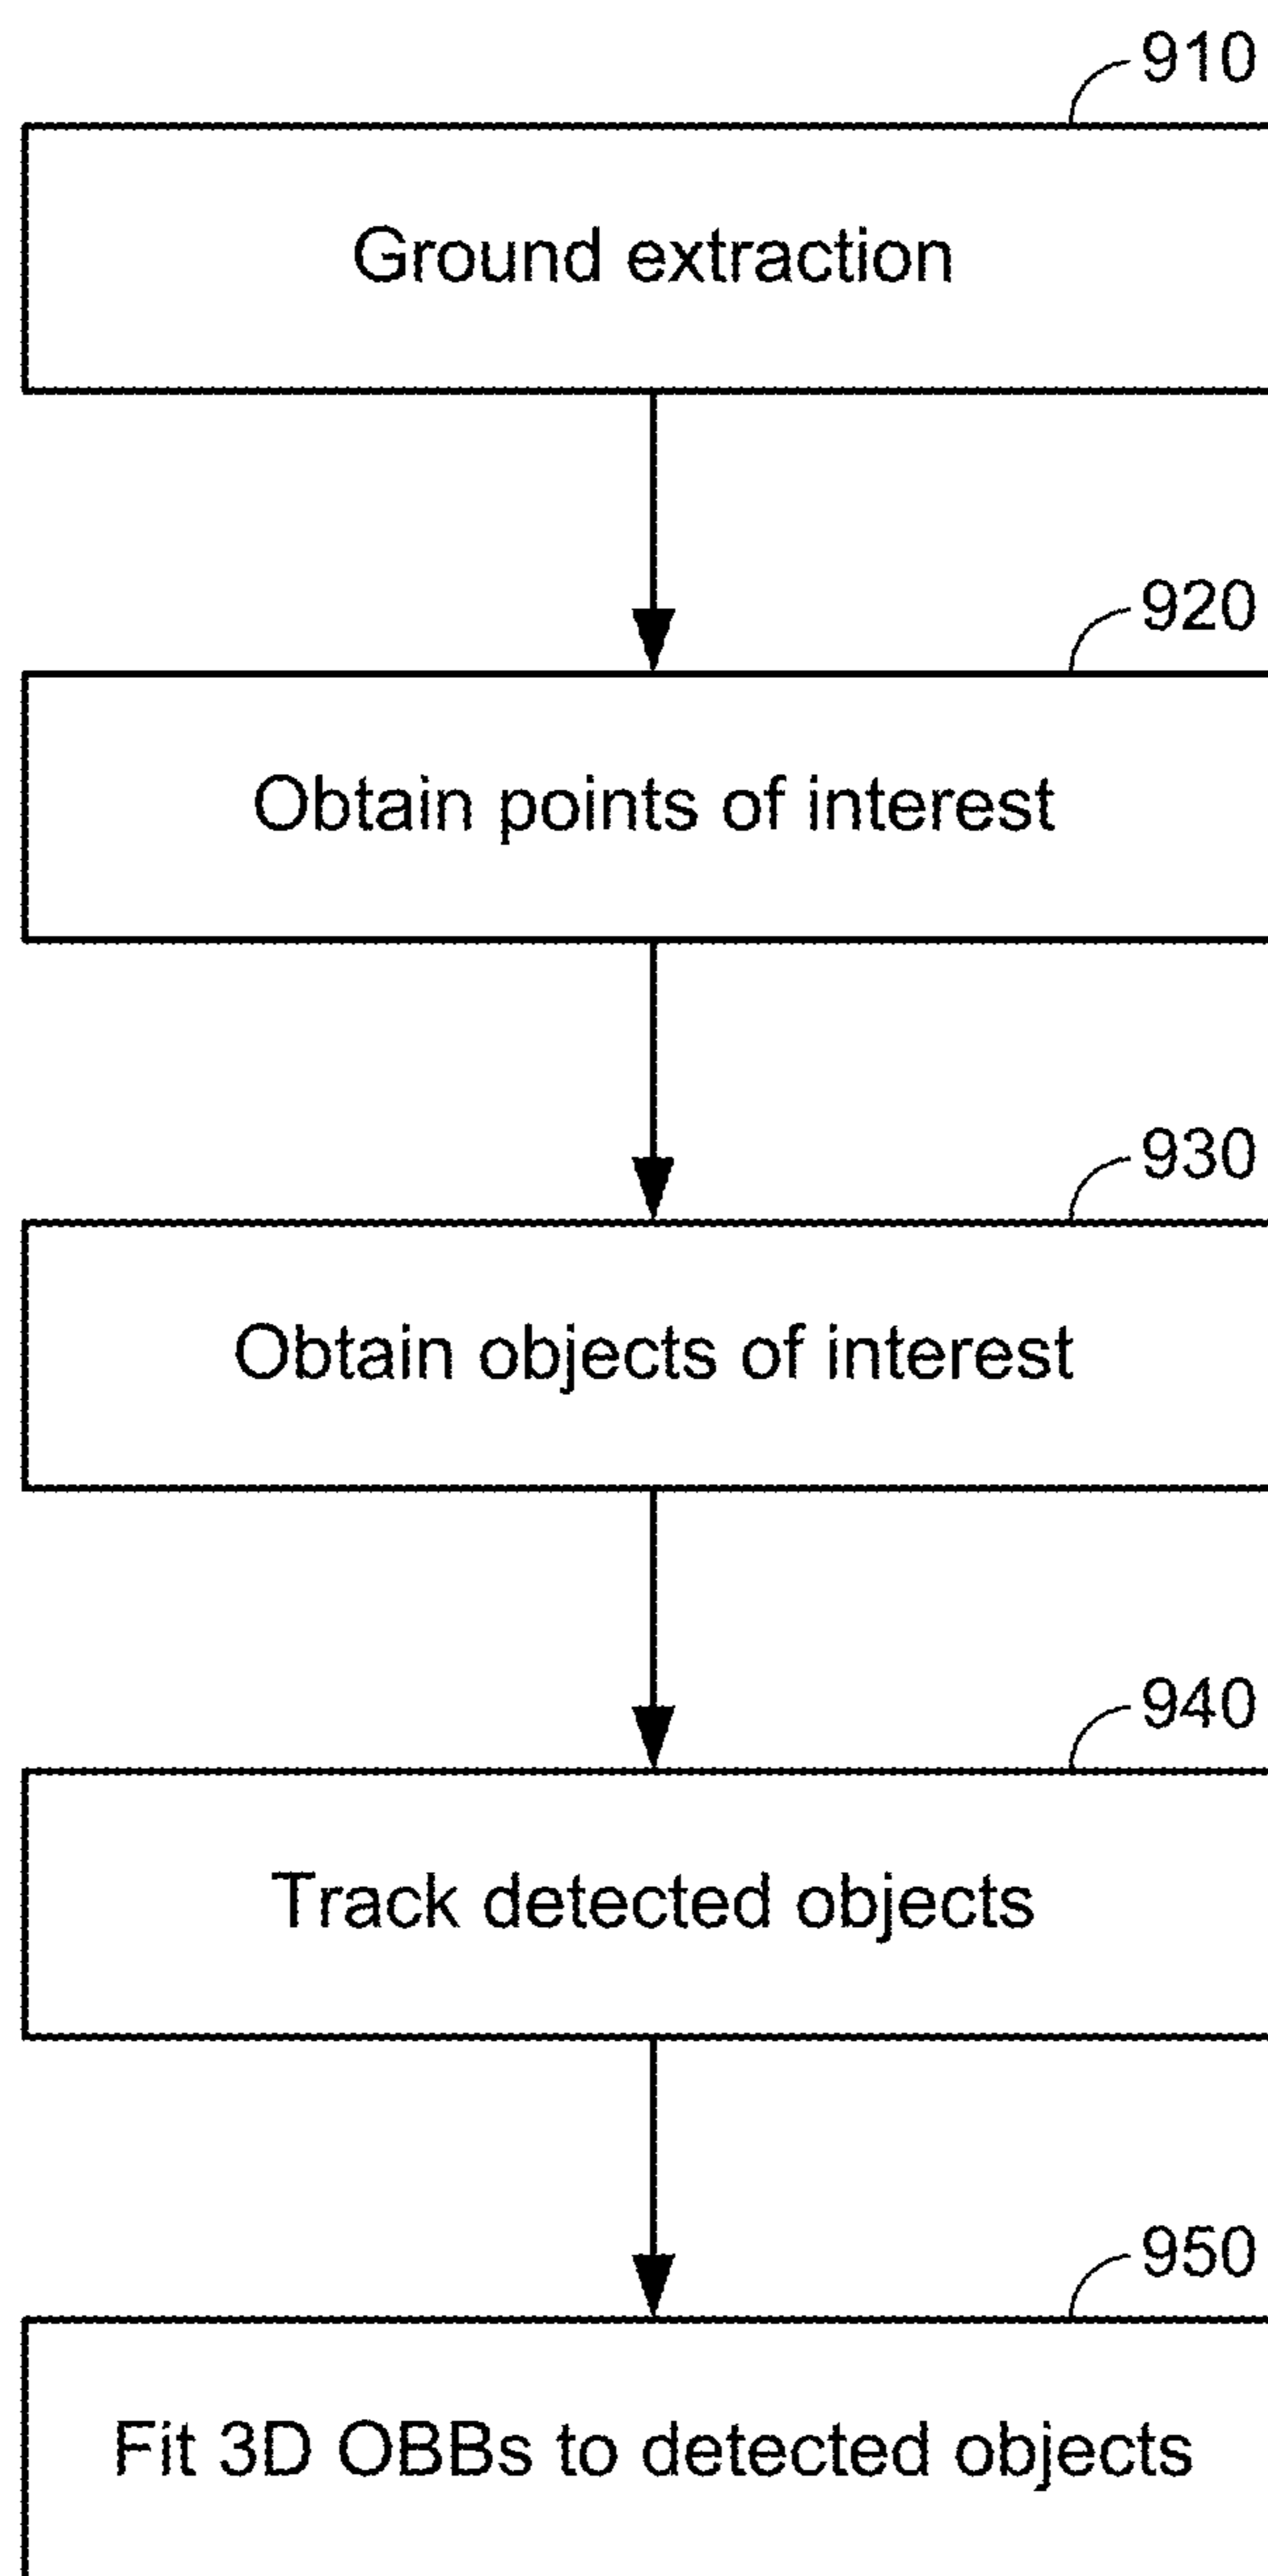 910
Ground extraction
920
Obtain points of interest
930
Obtain objects of interest
940
Track detected objects
950
Fit 3D OBBs to detected objects